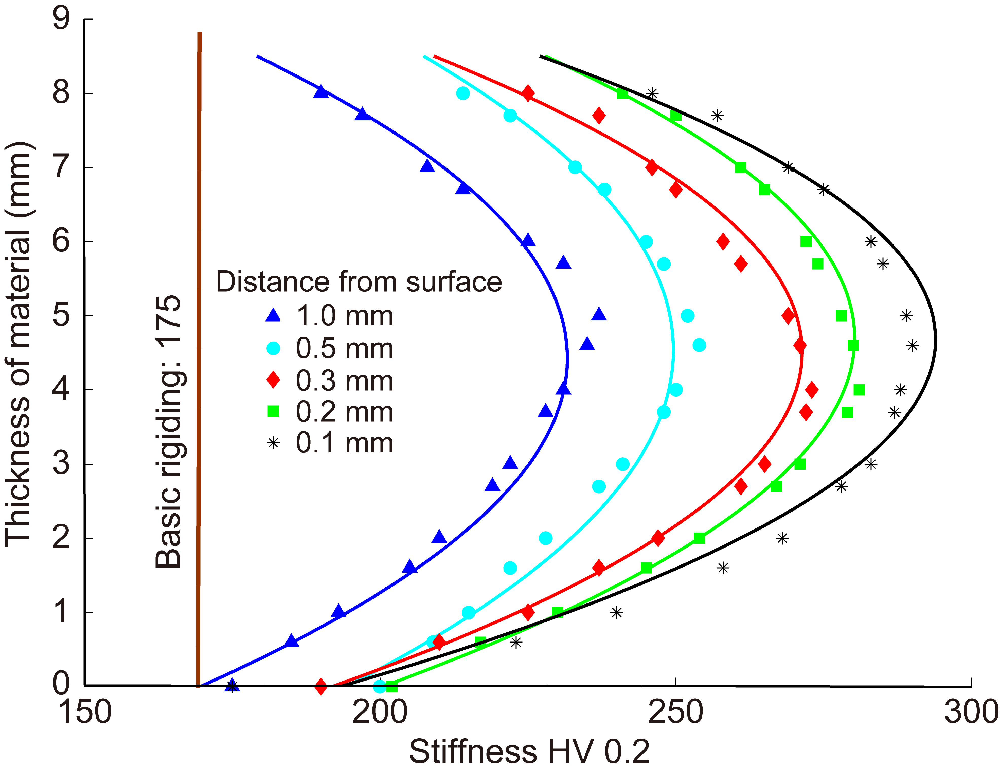 9
8
7
6
5
4
3
2
1
0
Thickness of material (mm)
Basic rigiding: 175
Distance from surface
1.0 mm
0.5 mm
0.3 mm
0.2 mm
0.1 mm
150
200
250
300
Stiffness HV 0.2